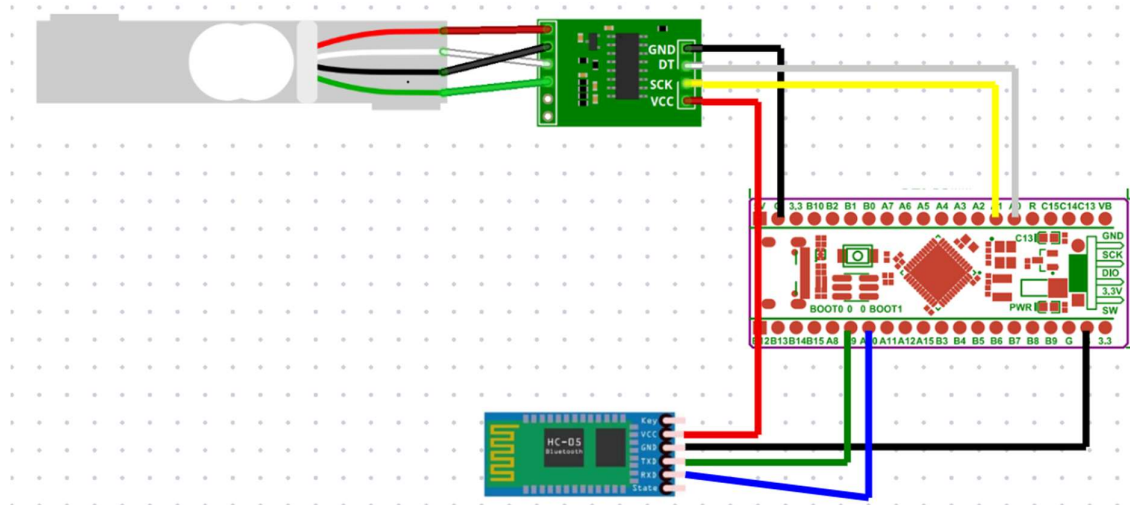 GND
DT
SCK
VCC
3.3 B10 B2 B1 B0 A7 A6 A5 A4 A3 A2 A1 A0 R C15 C14 C13 VB
C13
GND
SCK
DIO
3.3V
SW
PWR
BOOT0 0 0 BOOT1
B12 B13 B14 B15 A8 A9 A10 A11 A12 A15 B3 B4 B5 B6 B7 B8 B9 G 3.3
HC-05
Bluetooth
Key
VCC
GND
TXD
RXD
State